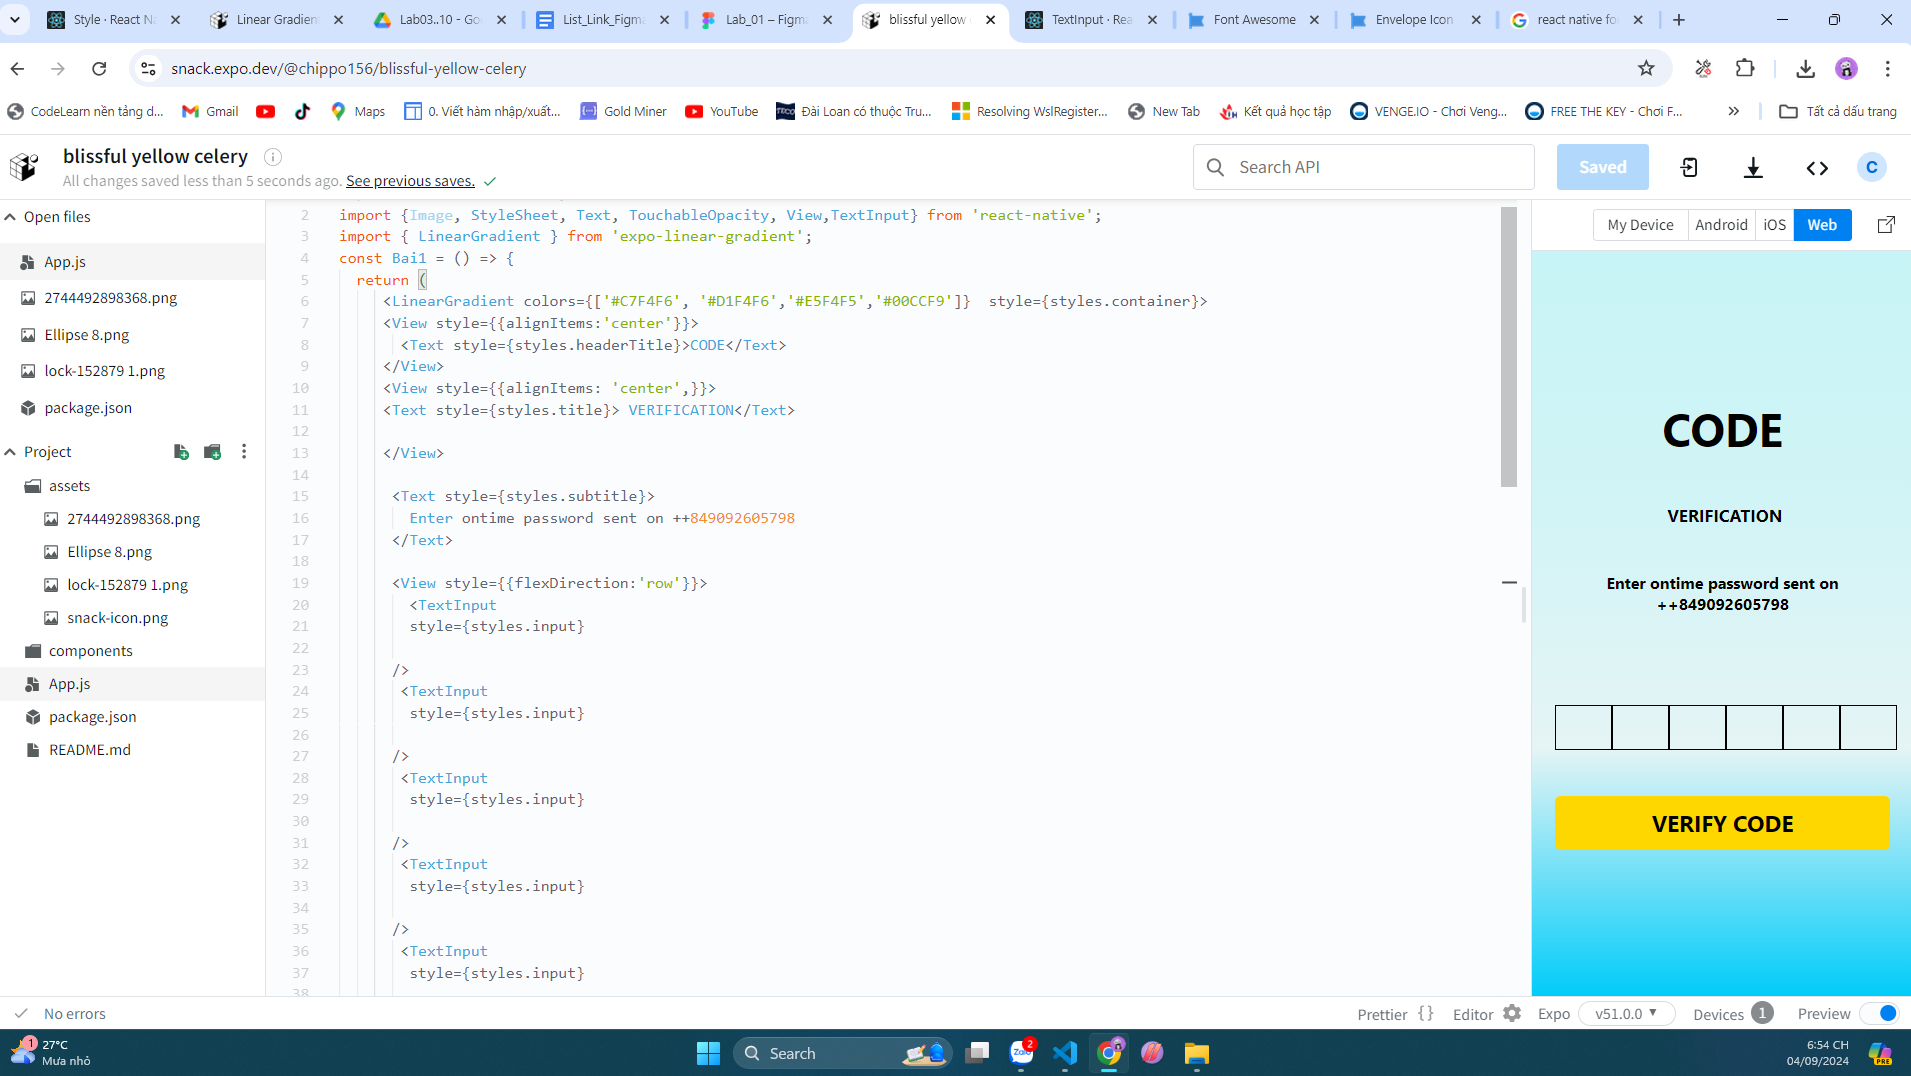 Style · React Na
Linear Gradien
Lab03..10 - Goo
List_Link_Figma
Lab_01 – Figma
blissful yellow c
TextInput · Rea
Font Awesome
Envelope Icon
react native fo
snack.expo.dev/@chippo156/blissful-yellow-celery
CodeLearn nền tảng d...
Gmail
Maps
0. Viết hàm nhập/xuất...
Gold Miner
YouTube
Đài Loan có thuộc Tru...
Resolving WslRegister...
New Tab
Kết quả học tập
VENGE.IO - Chơi Veng...
FREE THE KEY - Chơi F...
»
Tất cả dấu trang
blissful yellow celery
All changes saved less than 5 seconds ago. See previous saves.
Search API
Saved
C
Open files
App.js
2744492898368.png
Ellipse 8.png
lock-152879 1.png
package.json
Project
assets
2744492898368.png
Ellipse 8.png
lock-152879 1.png
snack-icon.png
components
App.js
package.json
README.md
2 import {Image, StyleSheet, Text, TouchableOpacity, View,TextInput} from 'react-native';
3 import { LinearGradient } from 'expo-linear-gradient';
4 const Bai1 = () => {
5 return (
6 <LinearGradient colors={['#C7F4F6', '#D1F4F6','#E5F4F5','#00CCF9']}  style={styles.container}>
7 <View style={{alignItems:'center'}}>
8 <Text style={styles.headerTitle}>CODE</Text>
9 </View>
10 <View style={{alignItems: 'center',}}>
11 <Text style={styles.title}> VERIFICATION</Text>
12
13 </View>
14
15 <Text style={styles.subtitle}>
16 Enter ontime password sent on ++849092605798
17 </Text>
18
19 <View style={{flexDirection:'row'}}>
20 <TextInput
21 style={styles.input}
22
23 />
24 <TextInput
25 style={styles.input}
26
27 />
28 <TextInput
29 style={styles.input}
30
31 />
32 <TextInput
33 style={styles.input}
34
35 />
36 <TextInput
37 style={styles.input}
38
My Device
Android
iOS
Web
CODE
VERIFICATION
Enter ontime password sent on
++849092605798
VERIFY CODE
No errors
Prettier {}
Editor
Expo
v51.0.0
Devices 1
Preview
1
27°C
Mưa nhỏ
Search
Zalo
2
6:54 CH
04/09/2024
PRE